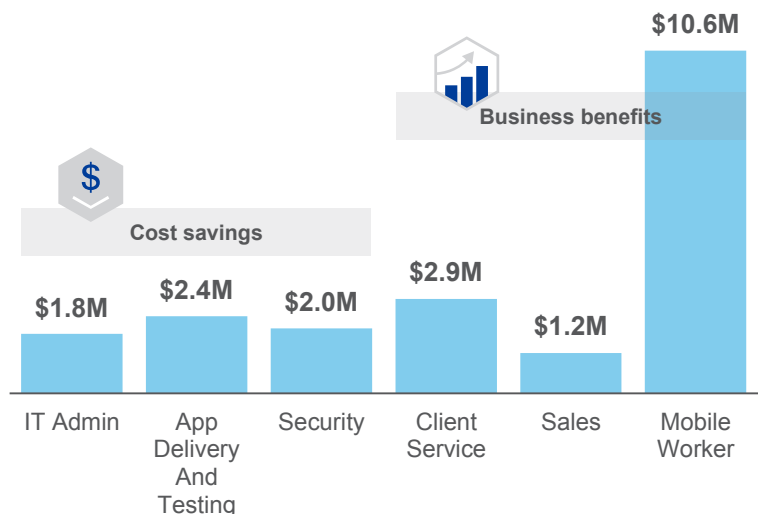 $10.6M
Business benefits
$
Cost savings
$1.8M
$2.4M
$2.0M
$2.9M
$1.2M
IT Admin
App
Delivery
And
Testing
Security
Client
Service
Sales
Mobile
Worker